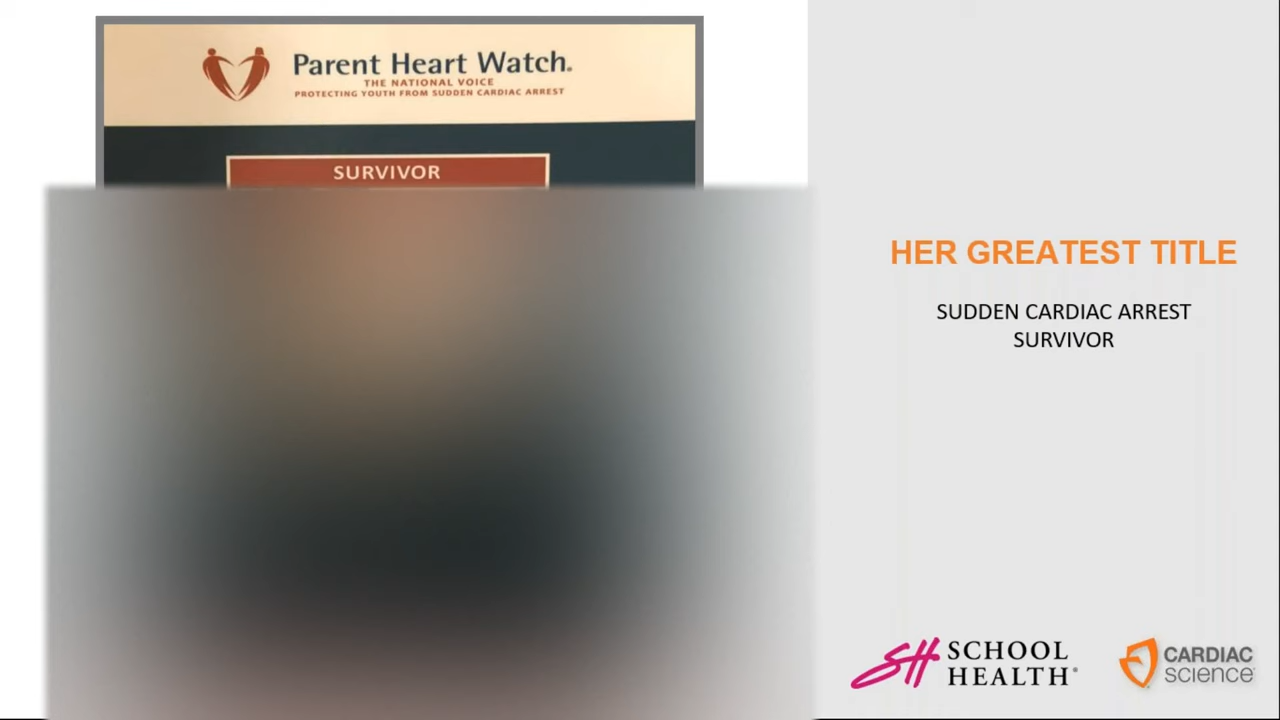 Parent Heart Watch.
THE NATIONAL VOICE
PROTECTING YOUTH FROM SUDDEN CARDIAC ARREST
SURVIVOR
HER GREATEST TITLE
SUDDEN CARDIAC ARREST
SURVIVOR
SH SCHOOL
HEALTH®
CARDIAC
science